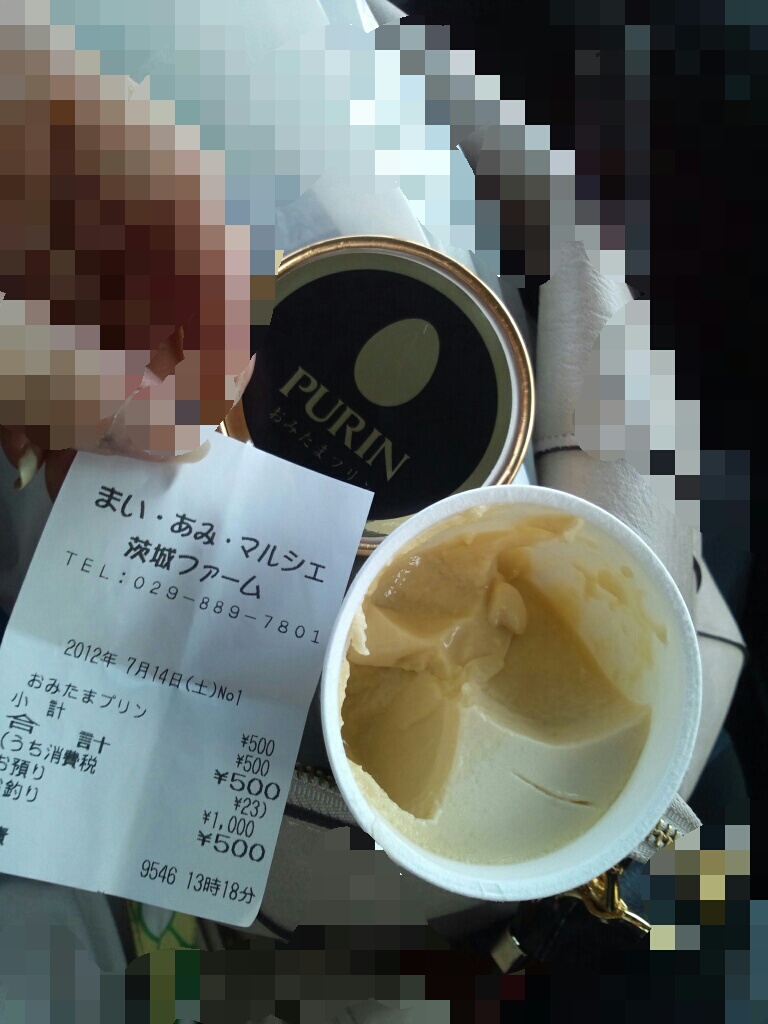 PURIN
おみたまプリン
まい・あみ・マルシェ
茨城ファーム
TEL:029-889-7801
2012年 7月14日(土)No1
おみたまプリン ¥500
小 計 ¥500
合 計 ¥500
(うち消費税 ¥23)
お預り ¥1,000
お釣り ¥500
9546 13時18分